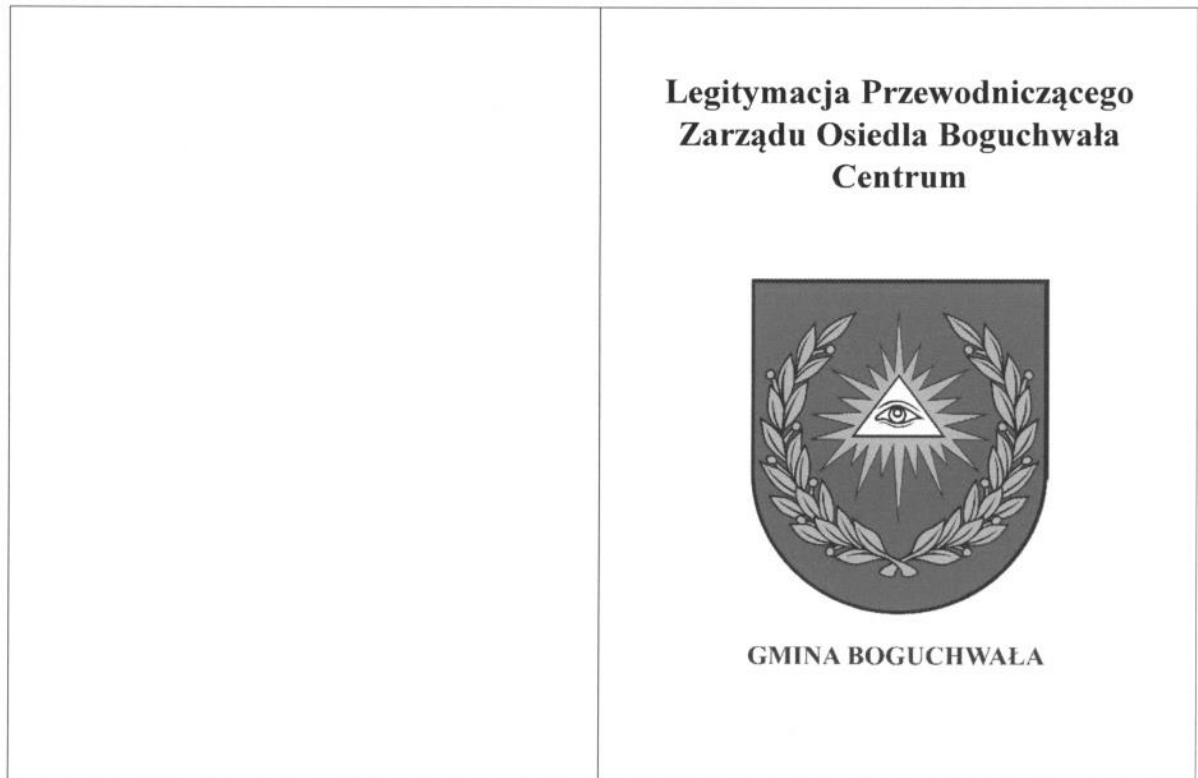 Legitymacja Przewodniczącego
Zarządu Osiedla Boguchwała
Centrum
GMINA BOGUCHWAŁA